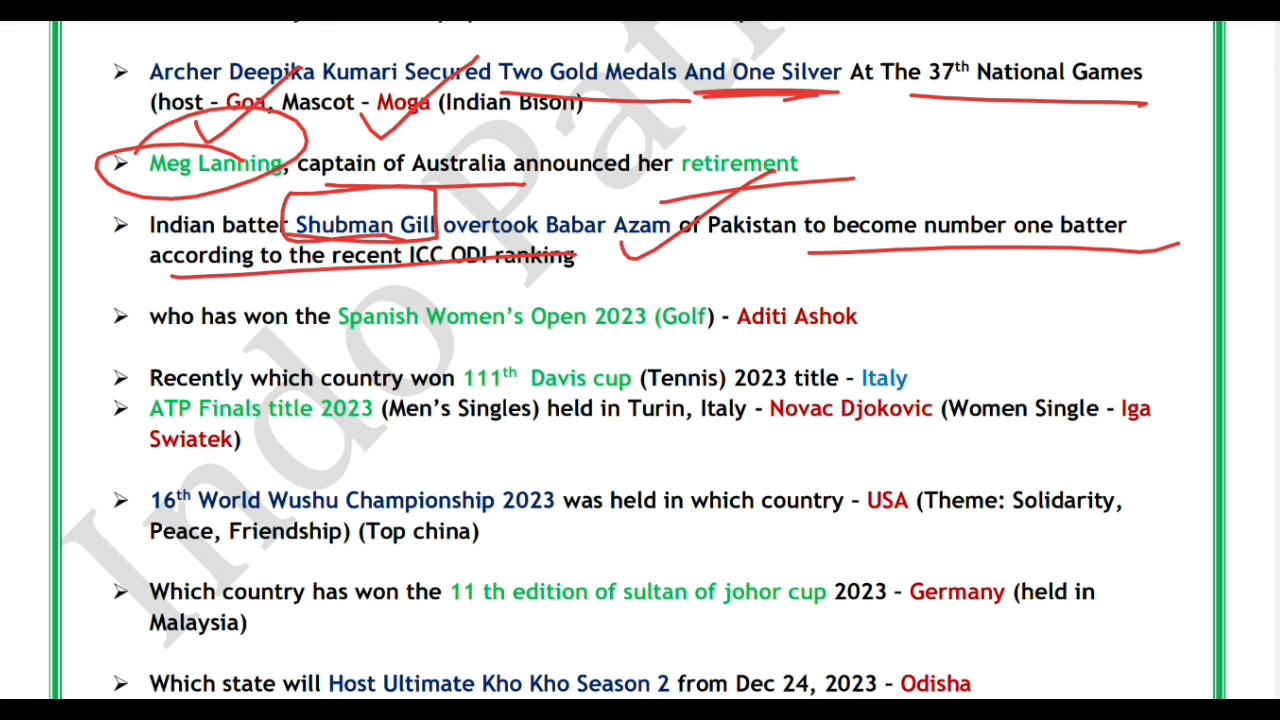 ➢ Archer Deepika Kumari Secured Two Gold Medals And One Silver At The 37th National Games
(host – Goa, Mascot – Moga (Indian Bison)
➢ Meg Lanning, captain of Australia announced her retirement
➢ Indian batter Shubman Gill overtook Babar Azam of Pakistan to become number one batter
according to the recent ICC ODI ranking
➢ who has won the Spanish Women's Open 2023 (Golf) - Aditi Ashok
➢ Recently which country won 111th Davis cup (Tennis) 2023 title – Italy
➢ ATP Finals title 2023 (Men's Singles) held in Turin, Italy - Novac Djokovic (Women Single - Iga
Swiatek)
➢ 16th World Wushu Championship 2023 was held in which country – USA (Theme: Solidarity,
Peace, Friendship) (Top china)
➢ Which country has won the 11 th edition of sultan of johor cup 2023 – Germany (held in
Malaysia)
➢ Which state will Host Ultimate Kho Kho Season 2 from Dec 24, 2023 – Odisha